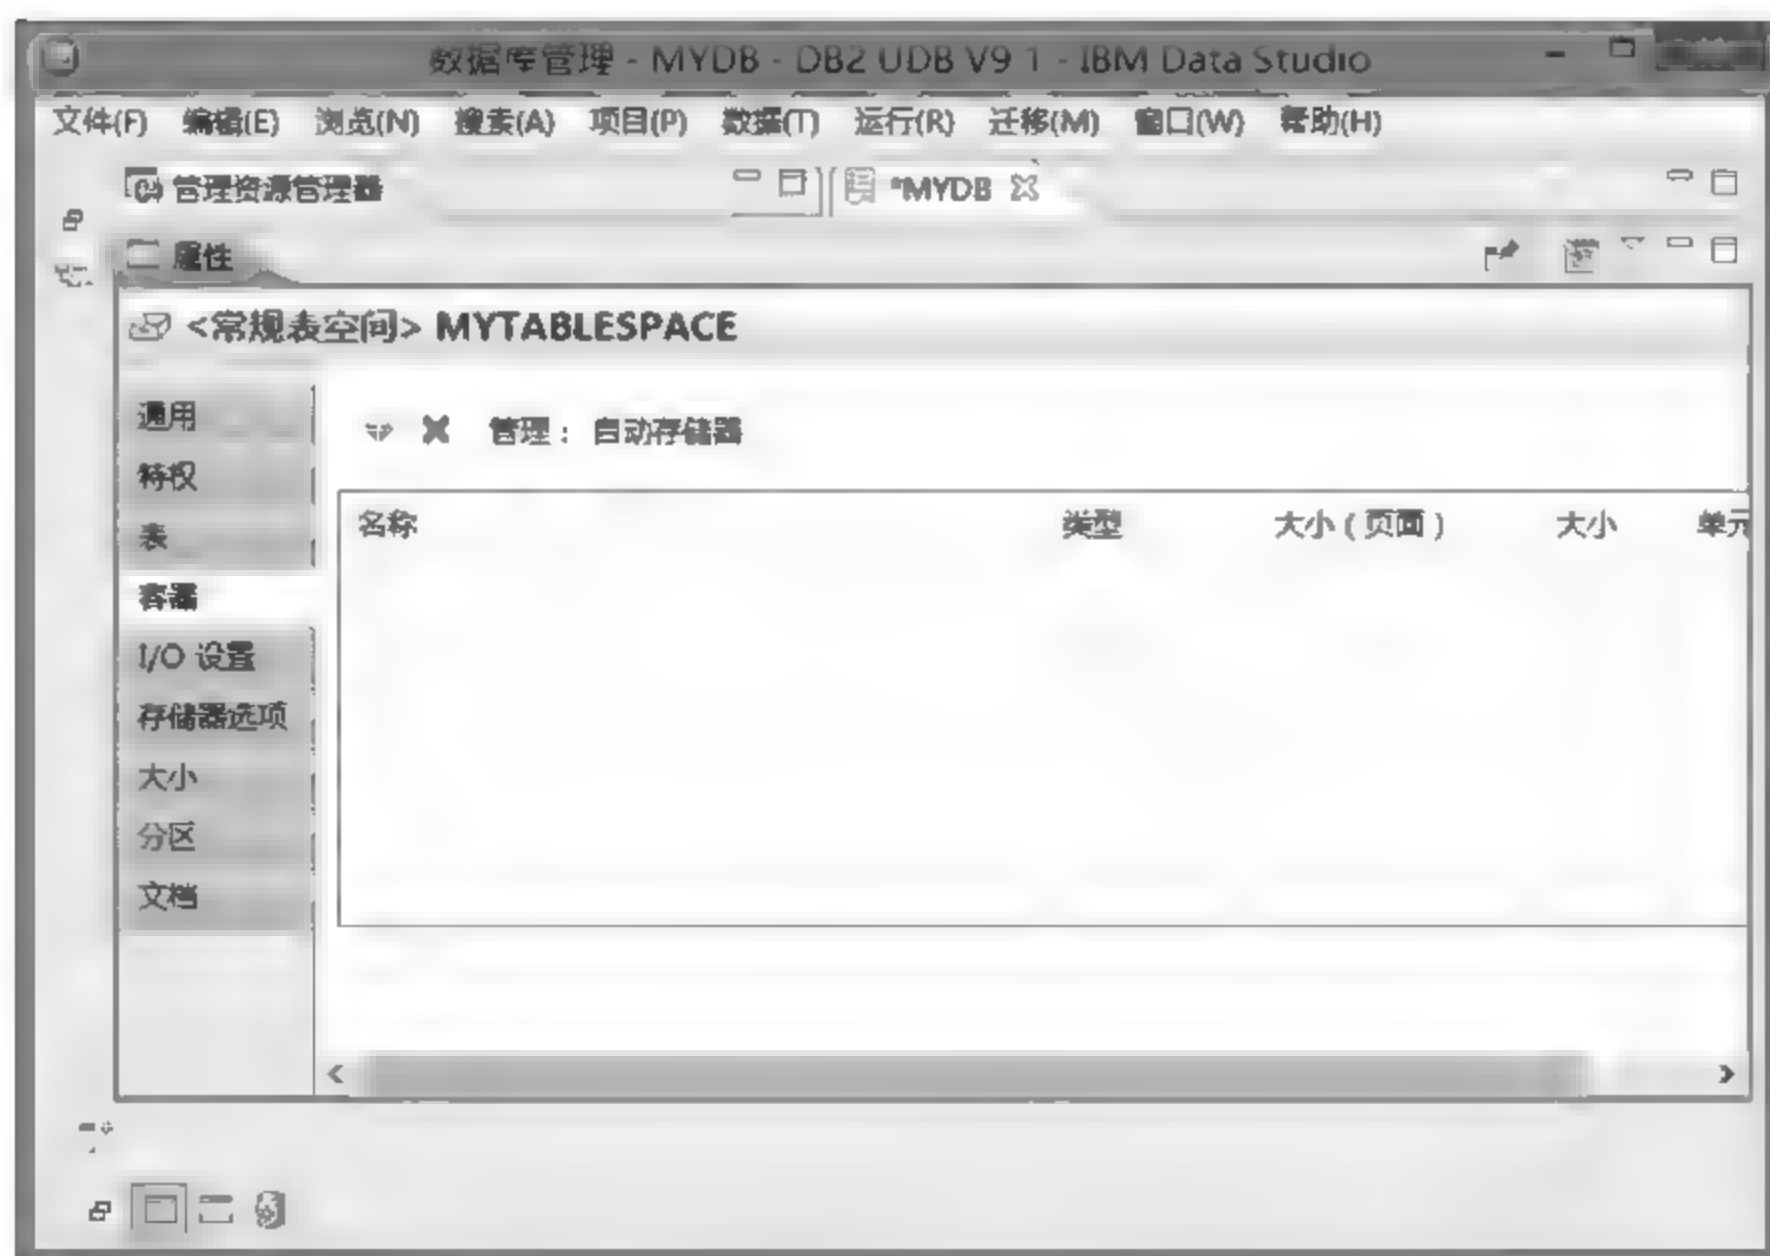 数据库管理 - MYDB - DB2 UDB V9 1 - IBM Data Studio
文件(F) 编辑(E) 浏览(N) 搜索(A) 项目(P) 数据(T) 运行(R) 迁移(M) 窗口(W) 帮助(H)
管理资源管理器 *MYDB
属性
<常规表空间> MYTABLESPACE
通用
管理： 自动存储器
特权
名称 类型 大小（页面） 大小 单元
表
容器
I/O 设置
存储器选项
大小
分区
文档